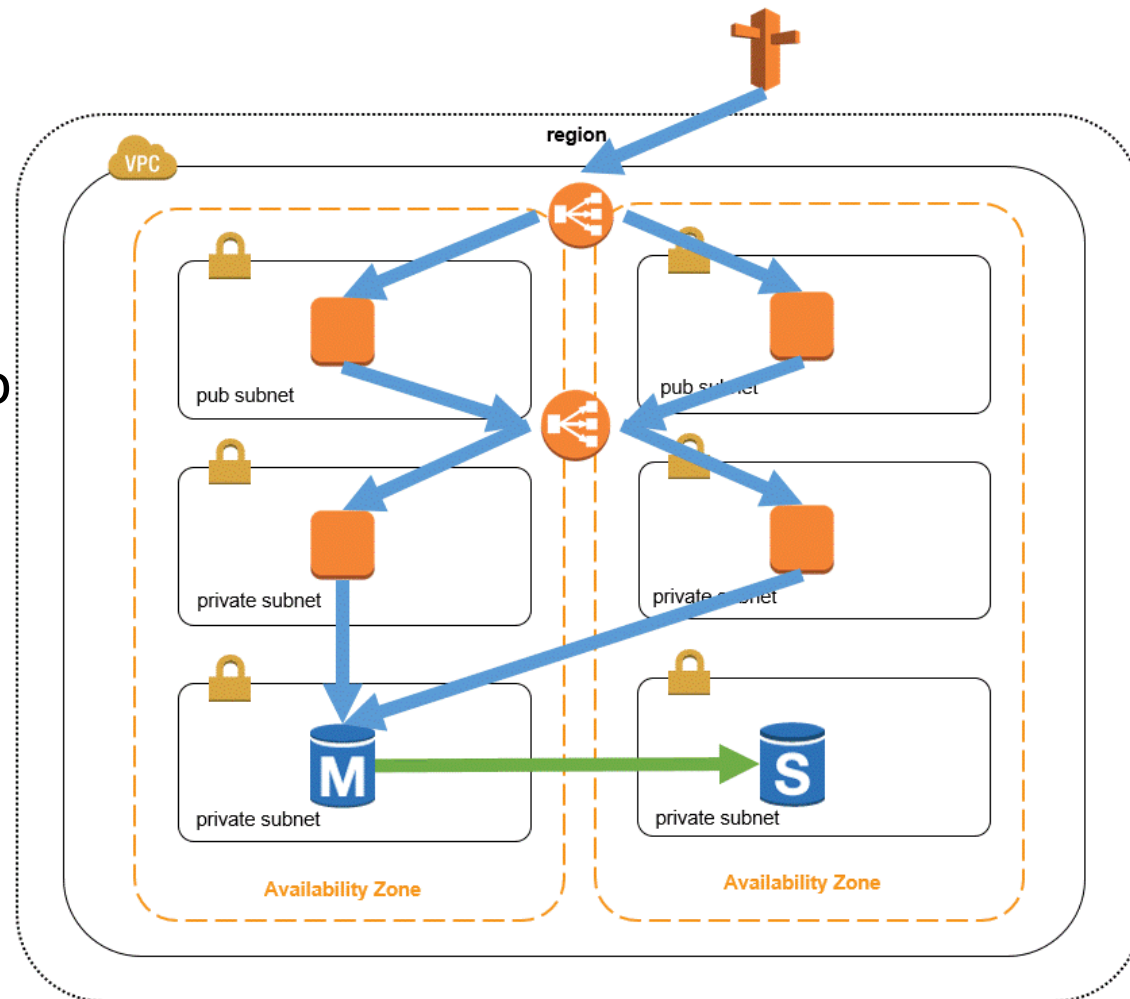 region
VPC
pub subnet
pub subnet
private subnet
private subnet
M
S
private subnet
private subnet
Availability Zone
Availability Zone